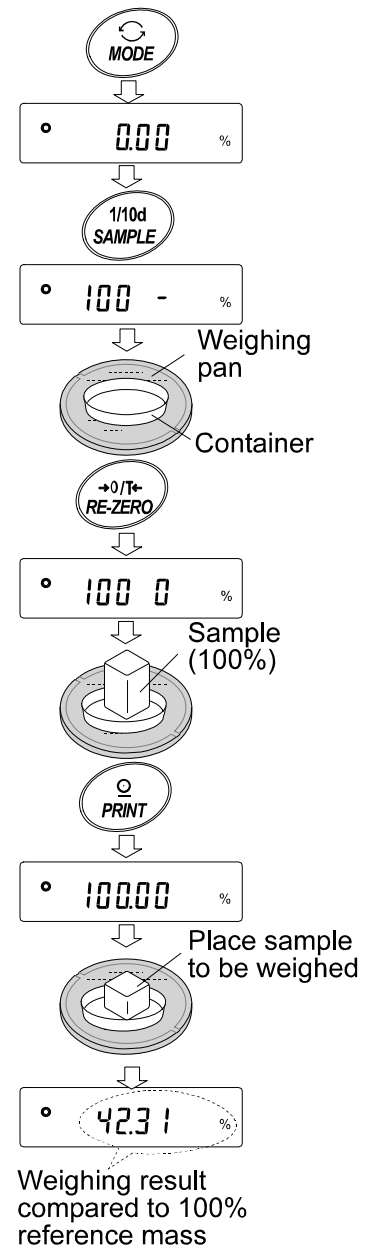 MODE
0.00 %
1/10d
SAMPLE
100 - %
Weighing
pan
Container
→0/T←
RE-ZERO
100 0 %
Sample
(100%)
PRINT
100.00 %
Place sample
to be weighed
42.31 %
Weighing result
compared to 100%
reference mass